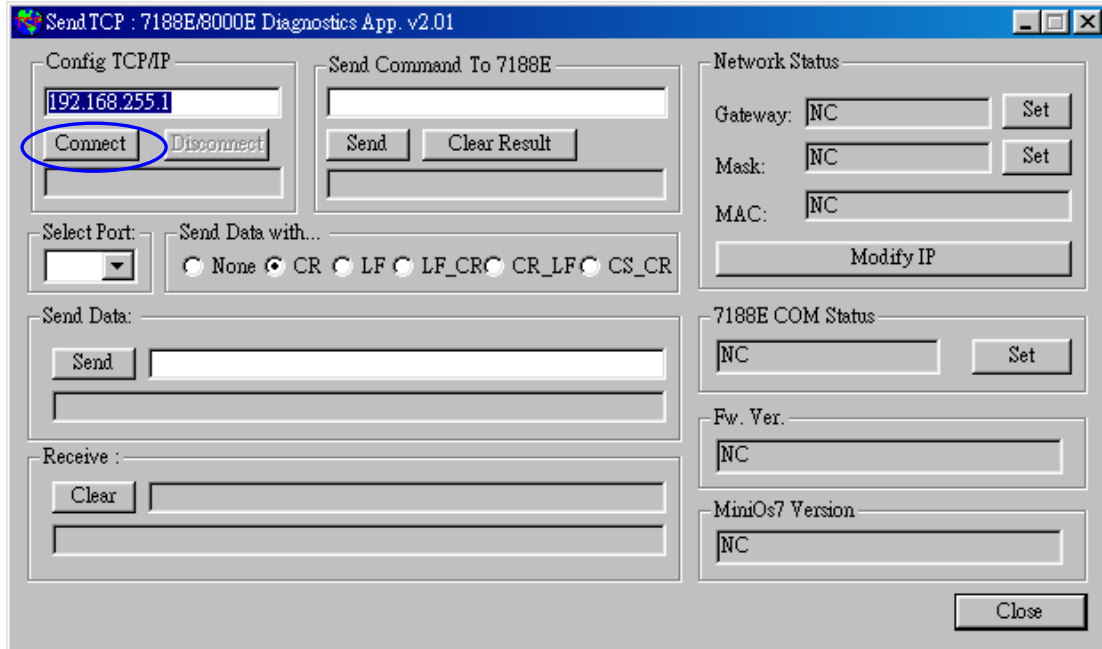 SendTCP : 7188E/8000E Diagnostics App. v2.01
Config TCP/IP
192.168.255.1
Connect Disconnect
Send Command To 7188E
Send Clear Result
Network Status
Gateway: NC Set
Mask: NC Set
MAC: NC
Modify IP
Select Port:
Send Data with...
None CR LF LF_CR CR_LF CS_CR
Send Data:
Send
7188E COM Status
NC Set
Receive :
Clear
Fw. Ver.
NC
MiniOs7 Version
NC
Close